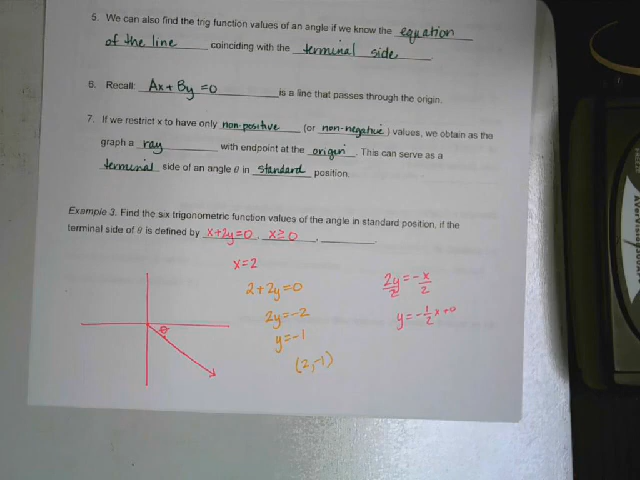 5. We can also find the trig function values of an angle if we know the equation
of the line coinciding with the terminal side
6. Recall: Ax + By = 0 is a line that passes through the origin.
7. If we restrict x to have only non-positive (or non-negative) values, we obtain as the
graph a ray with endpoint at the origin. This can serve as a
terminal side of an angle θ in standard position.
Example 3. Find the six trigonometric function values of the angle in standard position, if the
terminal side of θ is defined by x+2y=0, x≥0,
x=2
2+2y=0
2y=-2
y=-1
(2,-1)
2y/2 = -x/2
y=-1/2x+0
θ